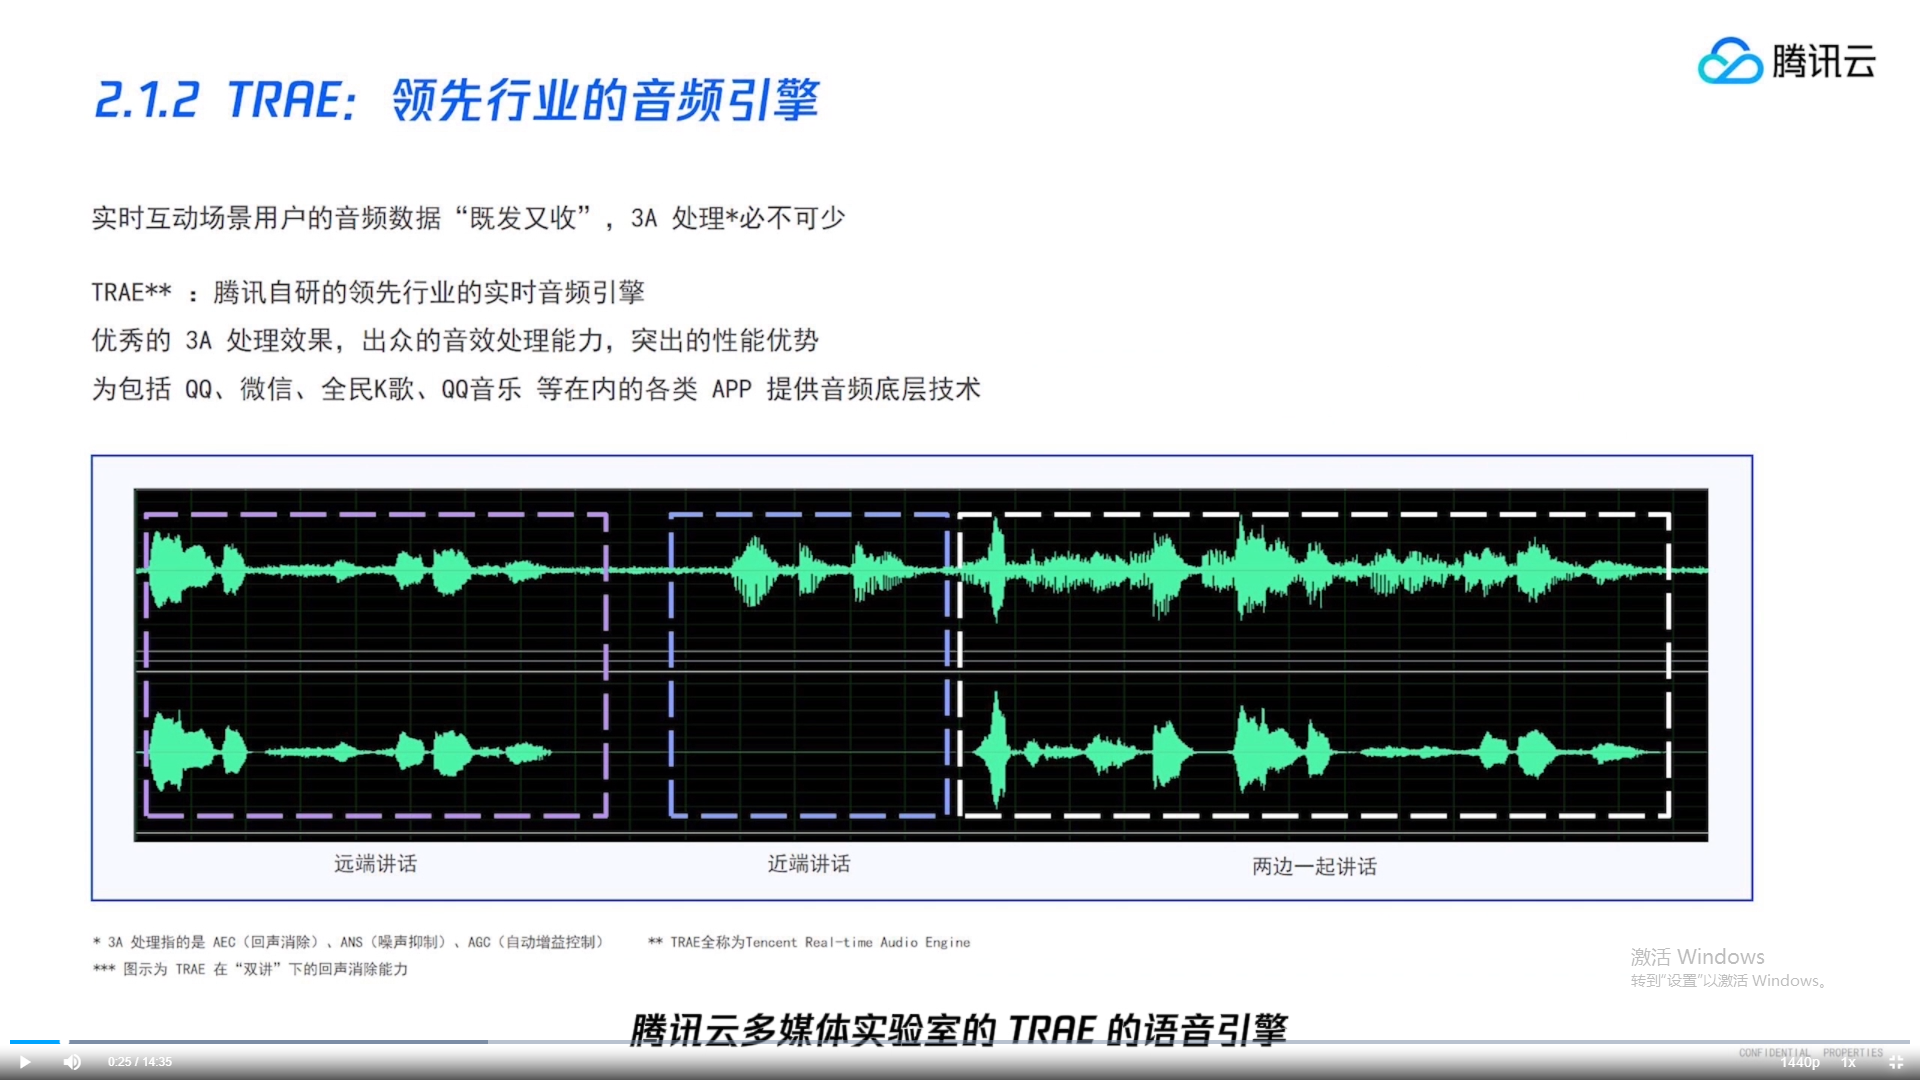 腾讯云
2.1.2 TRAE：领先行业的音频引擎
实时互动场景用户的音频数据“既发又收”，3A 处理*必不可少
TRAE** ：腾讯自研的领先行业的实时音频引擎
优秀的 3A 处理效果，出众的音效处理能力，突出的性能优势
为包括 QQ、微信、全民K歌、QQ音乐 等在内的各类 APP 提供音频底层技术
远端讲话
近端讲话
两边一起讲话
* 3A 处理指的是 AEC（回声消除）、ANS（噪声抑制）、AGC（自动增益控制） ** TRAE全称为Tencent Real-time Audio Engine
*** 图示为 TRAE 在“双讲”下的回声消除能力
激活 Windows
转到“设置”以激活 Windows。
腾讯云多媒体实验室的 TRAE 的语音引擎
CONFIDENTIAL PROPERTIES
0:25 / 14:35
1440p
1x